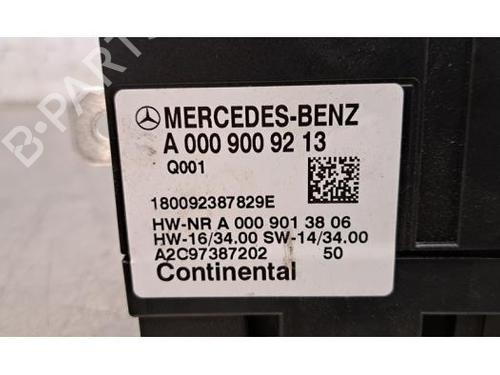 MERCEDES-BENZ
A 000 900 92 13
Q001
180092387829E
HW-NR A 000 901 38 06
HW-16/34.00 SW-14/34.00
A2C97387202 50
Continental